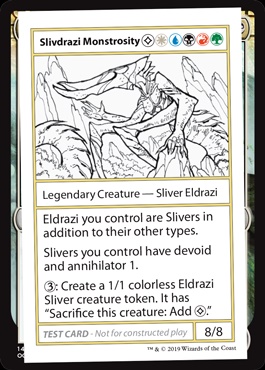 Slivdrazi Monstrosity
Legendary Creature — Sliver Eldrazi
Eldrazi you control are Slivers in
addition to their other types.
Slivers you control have devoid
and annihilator 1.
3: Create a 1/1 colorless Eldrazi
Sliver creature token. It has
“Sacrifice this creature: Add ◇.”
TEST CARD - Not for constructed play
8/8
™ & © 2019 Wizards of the Coast